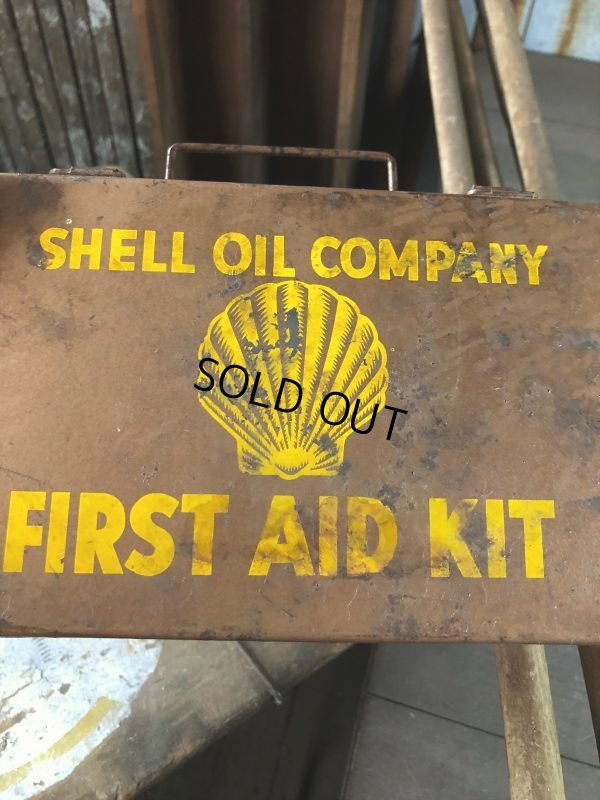 SHELL OIL COMPANY
SOLD OUT
FIRST AID KIT